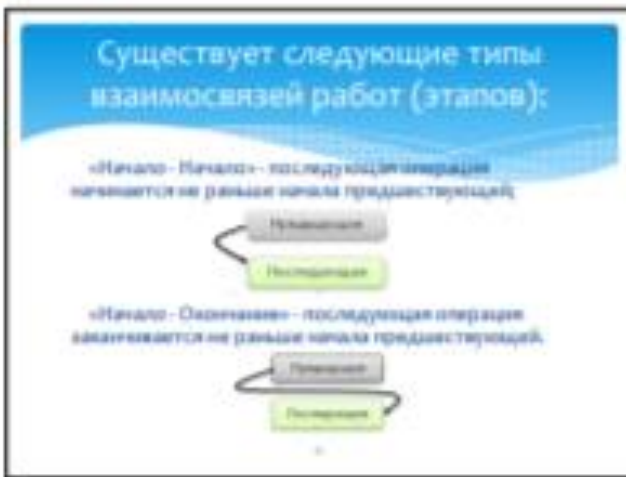 Существует следующие типы
взаимосвязей работ (этапов):
«Начало - Начало» - последующая операция
начинается не раньше начала предшествующей;
Последующая
«Начало - Окончание» - последующая операция
заканчивается не раньше начала предшествующей.
Последующая